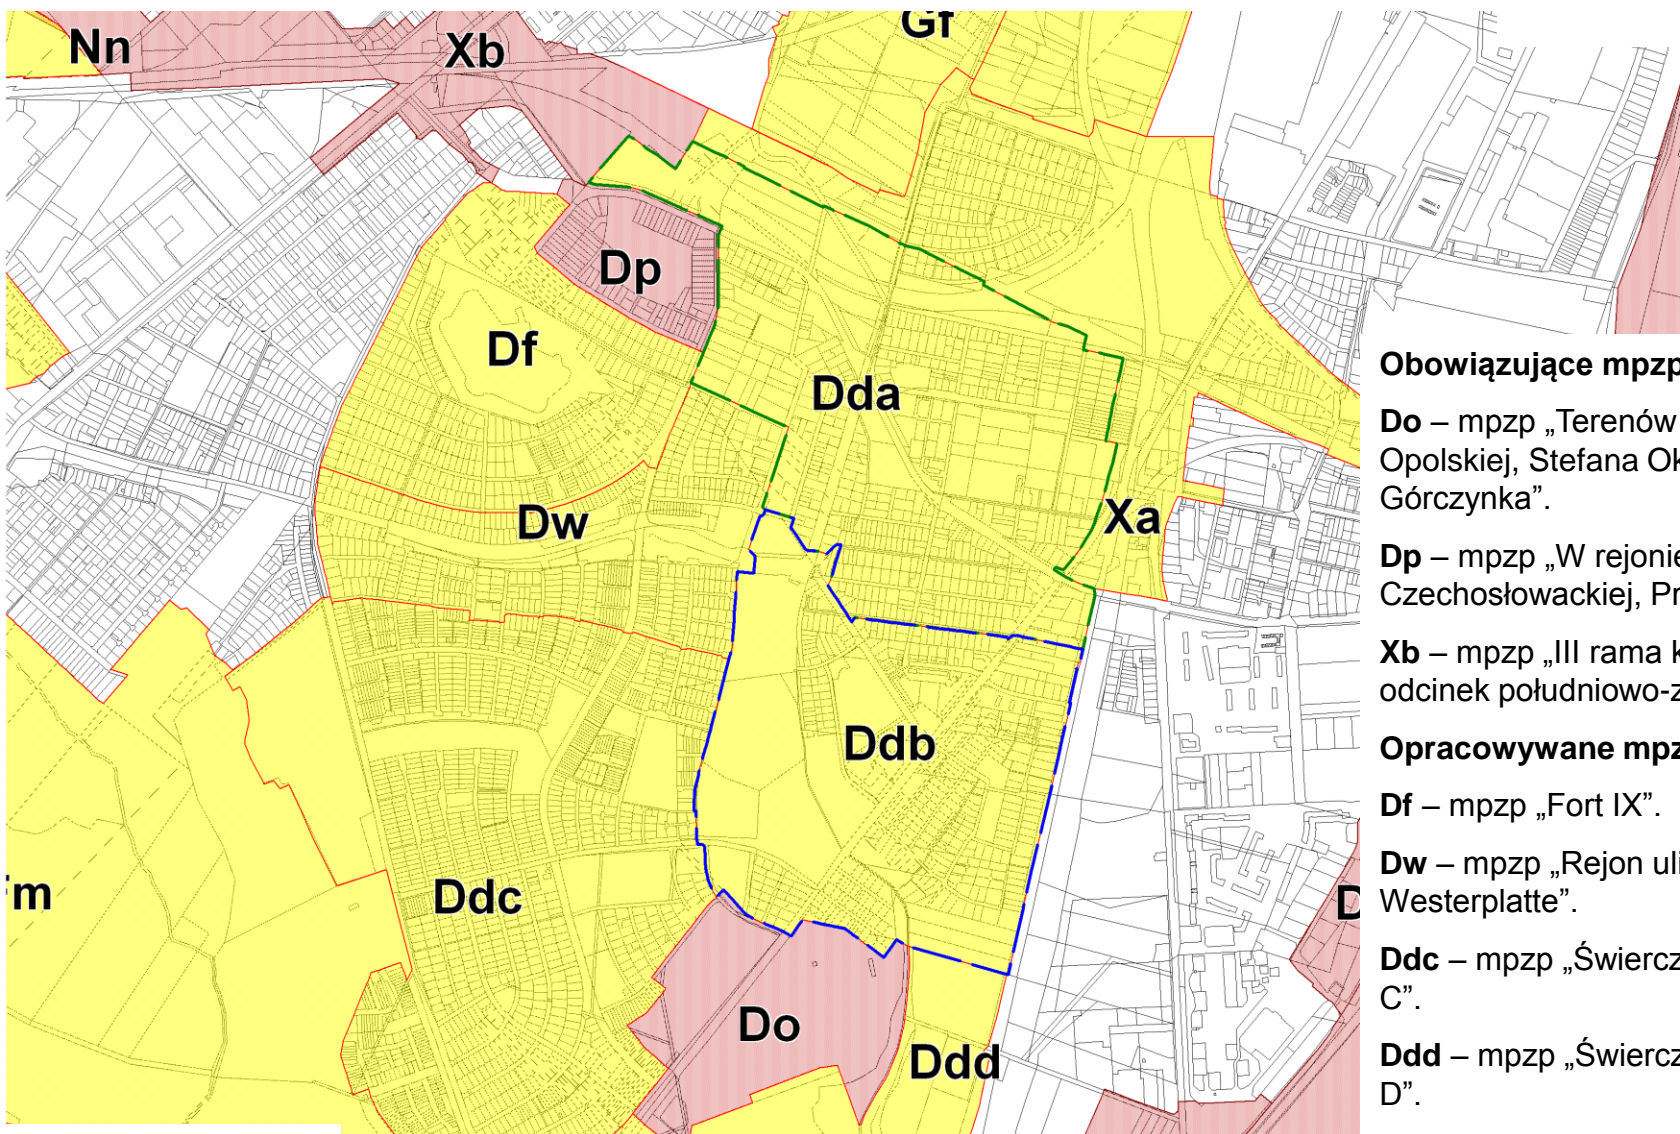 Nn
Xb
Gf
Dp
Df
Dda
Dw
Xa
Ddb
Ddc
Do
Ddd
Obowiązujące mpzp
Do – mpzp „Terenów
Opolskiej, Stefana Ok
Górczynka”.
Dp – mpzp „W rejonie
Czechosłowackiej, Pr
Xb – mpzp „III rama k
odcinek południowo-z
Opracowywane mpz
Df – mpzp „Fort IX”.
Dw – mpzp „Rejon uli
Westerplatte”.
Ddc – mpzp „Świercz
C”.
Ddd – mpzp „Świercz
D”.